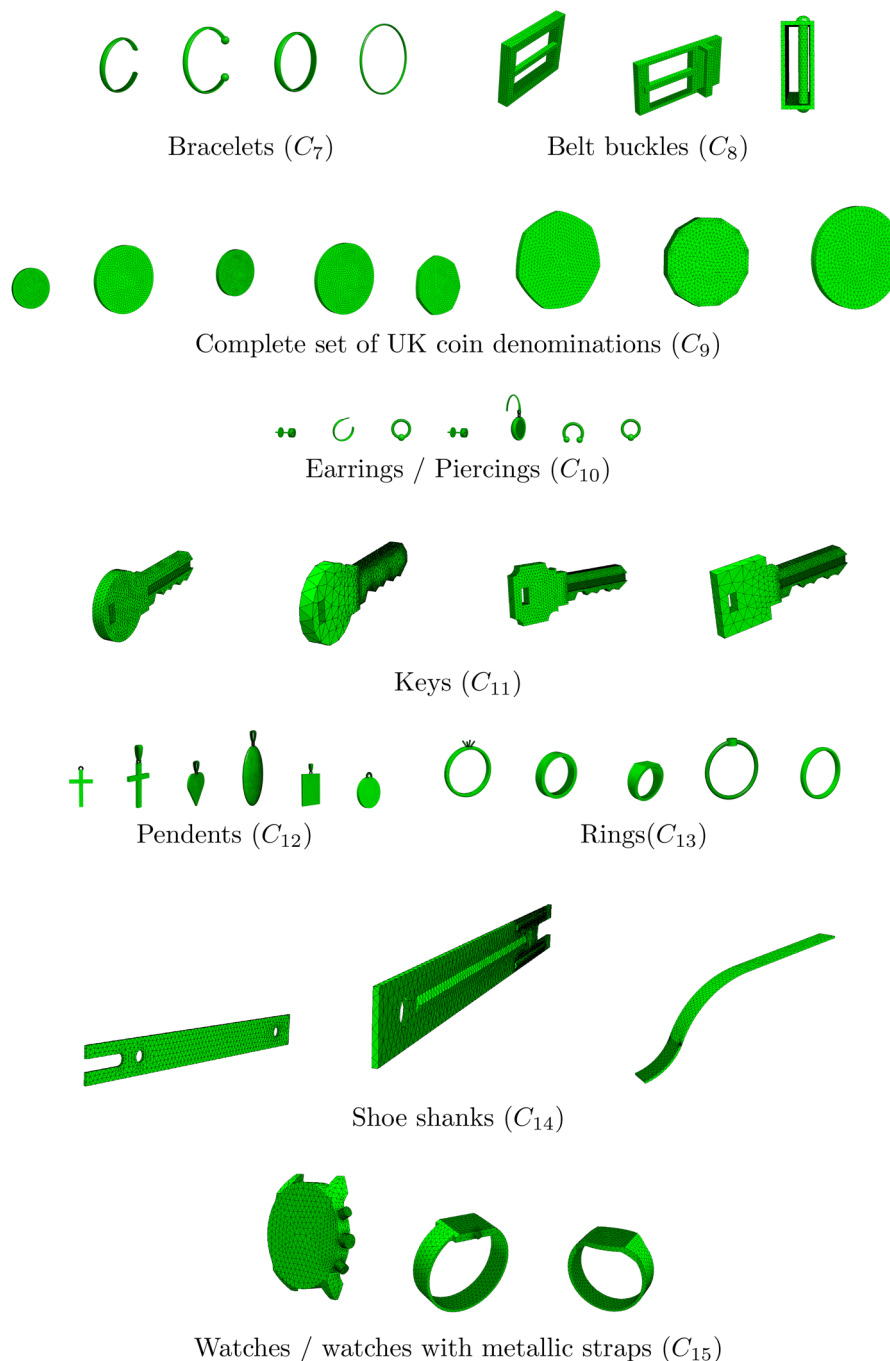 Bracelets (C7)
Belt buckles (C8)
Complete set of UK coin denominations (C9)
Earrings / Piercings (C10)
Keys (C11)
Pendents (C12)
Rings(C13)
Shoe shanks (C14)
Watches / watches with metallic straps (C15)